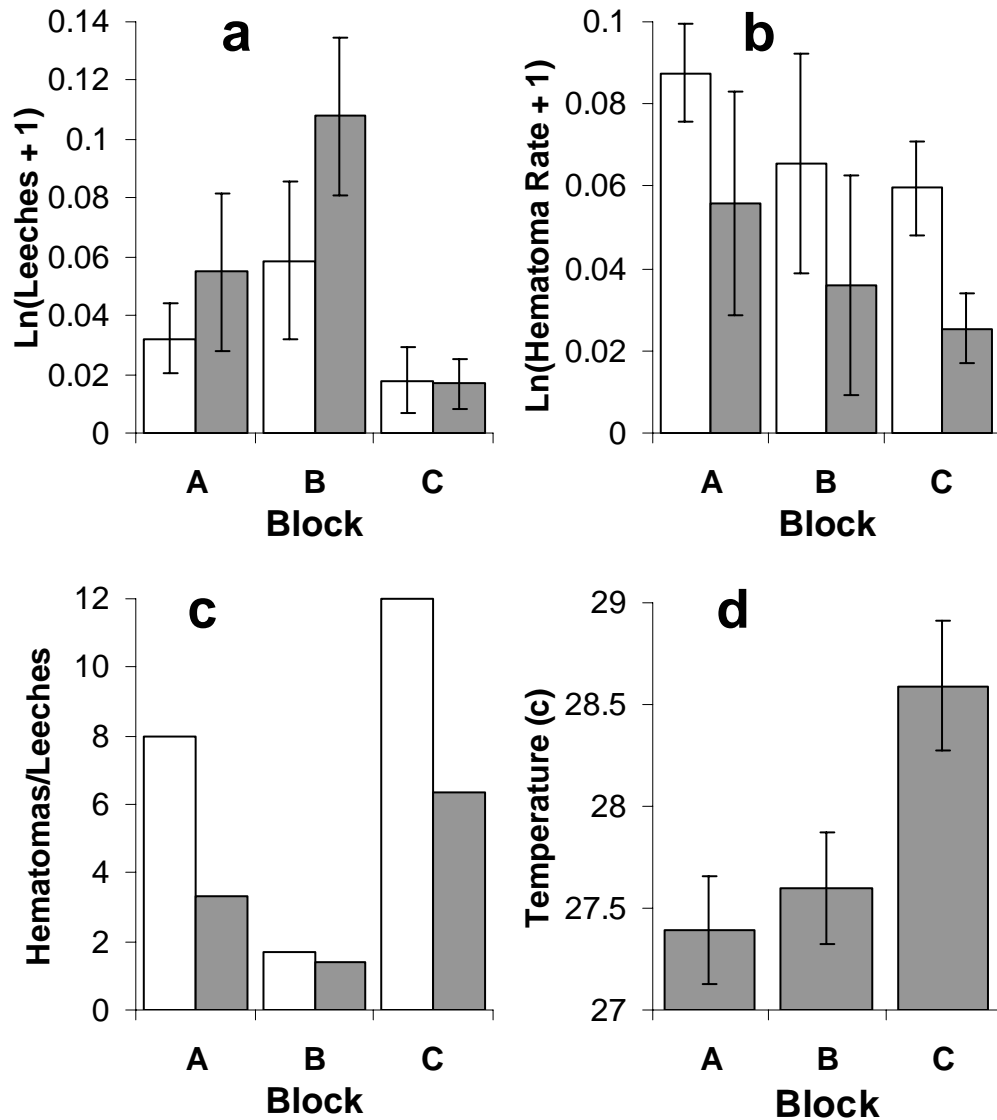 a
Ln(Leeches + 1)
0.14
0.12
0.1
0.08
0.06
0.04
0.02
0
A B C
Block
b
Ln(Hematoma Rate + 1)
0.1
0.08
0.06
0.04
0.02
0
A B C
Block
c
Hematomas/Leeches
12
10
8
6
4
2
0
A B C
Block
d
Temperature (c)
29
28.5
28
27.5
27
A B C
Block